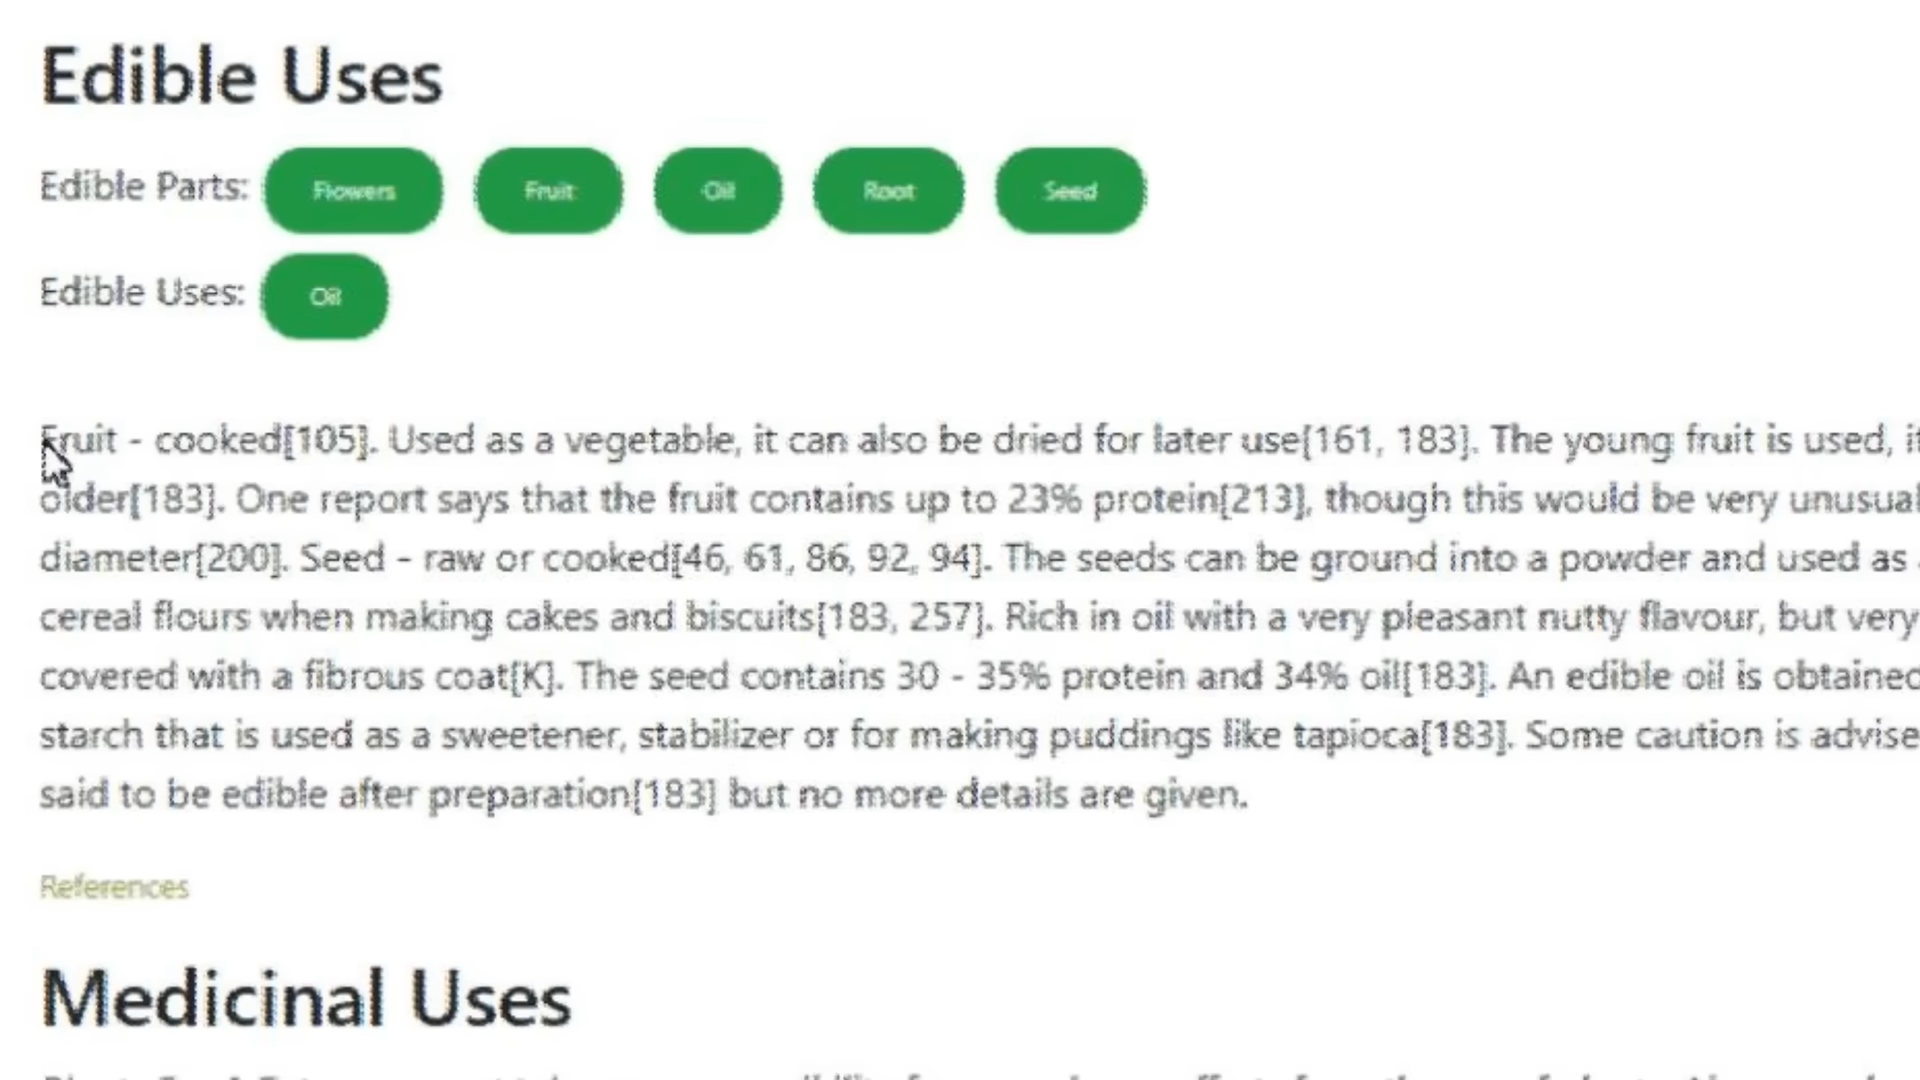 Edible Uses
Edible Parts: Flowers Fruit Oil Root Seed
Edible Uses: Oil
Fruit - cooked[105]. Used as a vegetable, it can also be dried for later use[161, 183]. The young fruit is used, it
older[183]. One report says that the fruit contains up to 23% protein[213], though this would be very unusual
diameter[200]. Seed - raw or cooked[46, 61, 86, 92, 94]. The seeds can be ground into a powder and used as
cereal flours when making cakes and biscuits[183, 257]. Rich in oil with a very pleasant nutty flavour, but very
covered with a fibrous coat[K]. The seed contains 30 - 35% protein and 34% oil[183]. An edible oil is obtained
starch that is used as a sweetener, stabilizer or for making puddings like tapioca[183]. Some caution is advise
said to be edible after preparation[183] but no more details are given.
References
Medicinal Uses